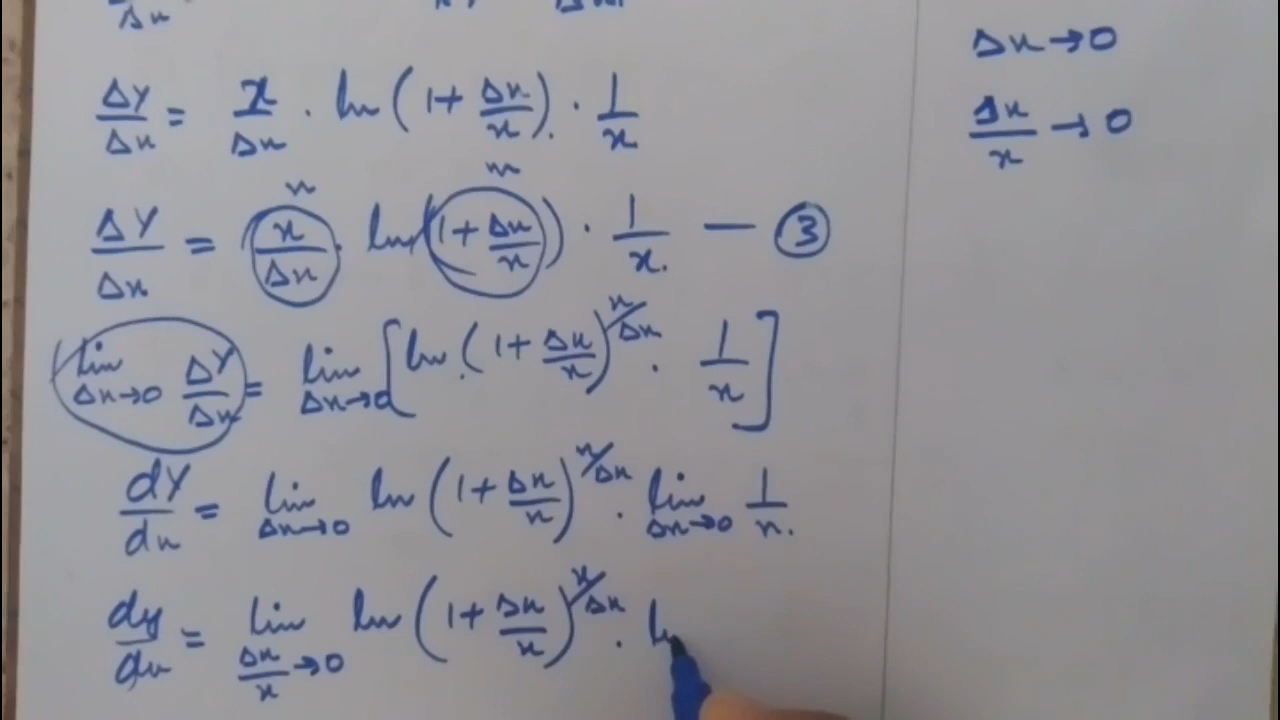 Δx
ΔY/Δx = x/Δx · ln(1 + Δx/x) · 1/x
n m
ΔY/Δx = x/Δx · ln(1 + Δx/x) · 1/x — ③
lim Δx→0 ΔY/Δx = lim Δx→0 [ln(1 + Δx/x)^(x/Δx) · 1/x]
dY/dx = lim Δx→0 ln(1 + Δx/x)^(x/Δx) · lim Δx→0 1/x
dy/dx = lim Δx/x→0 ln(1 + Δx/x)^(x/Δx) ·
Δx→0
Δx/x→0